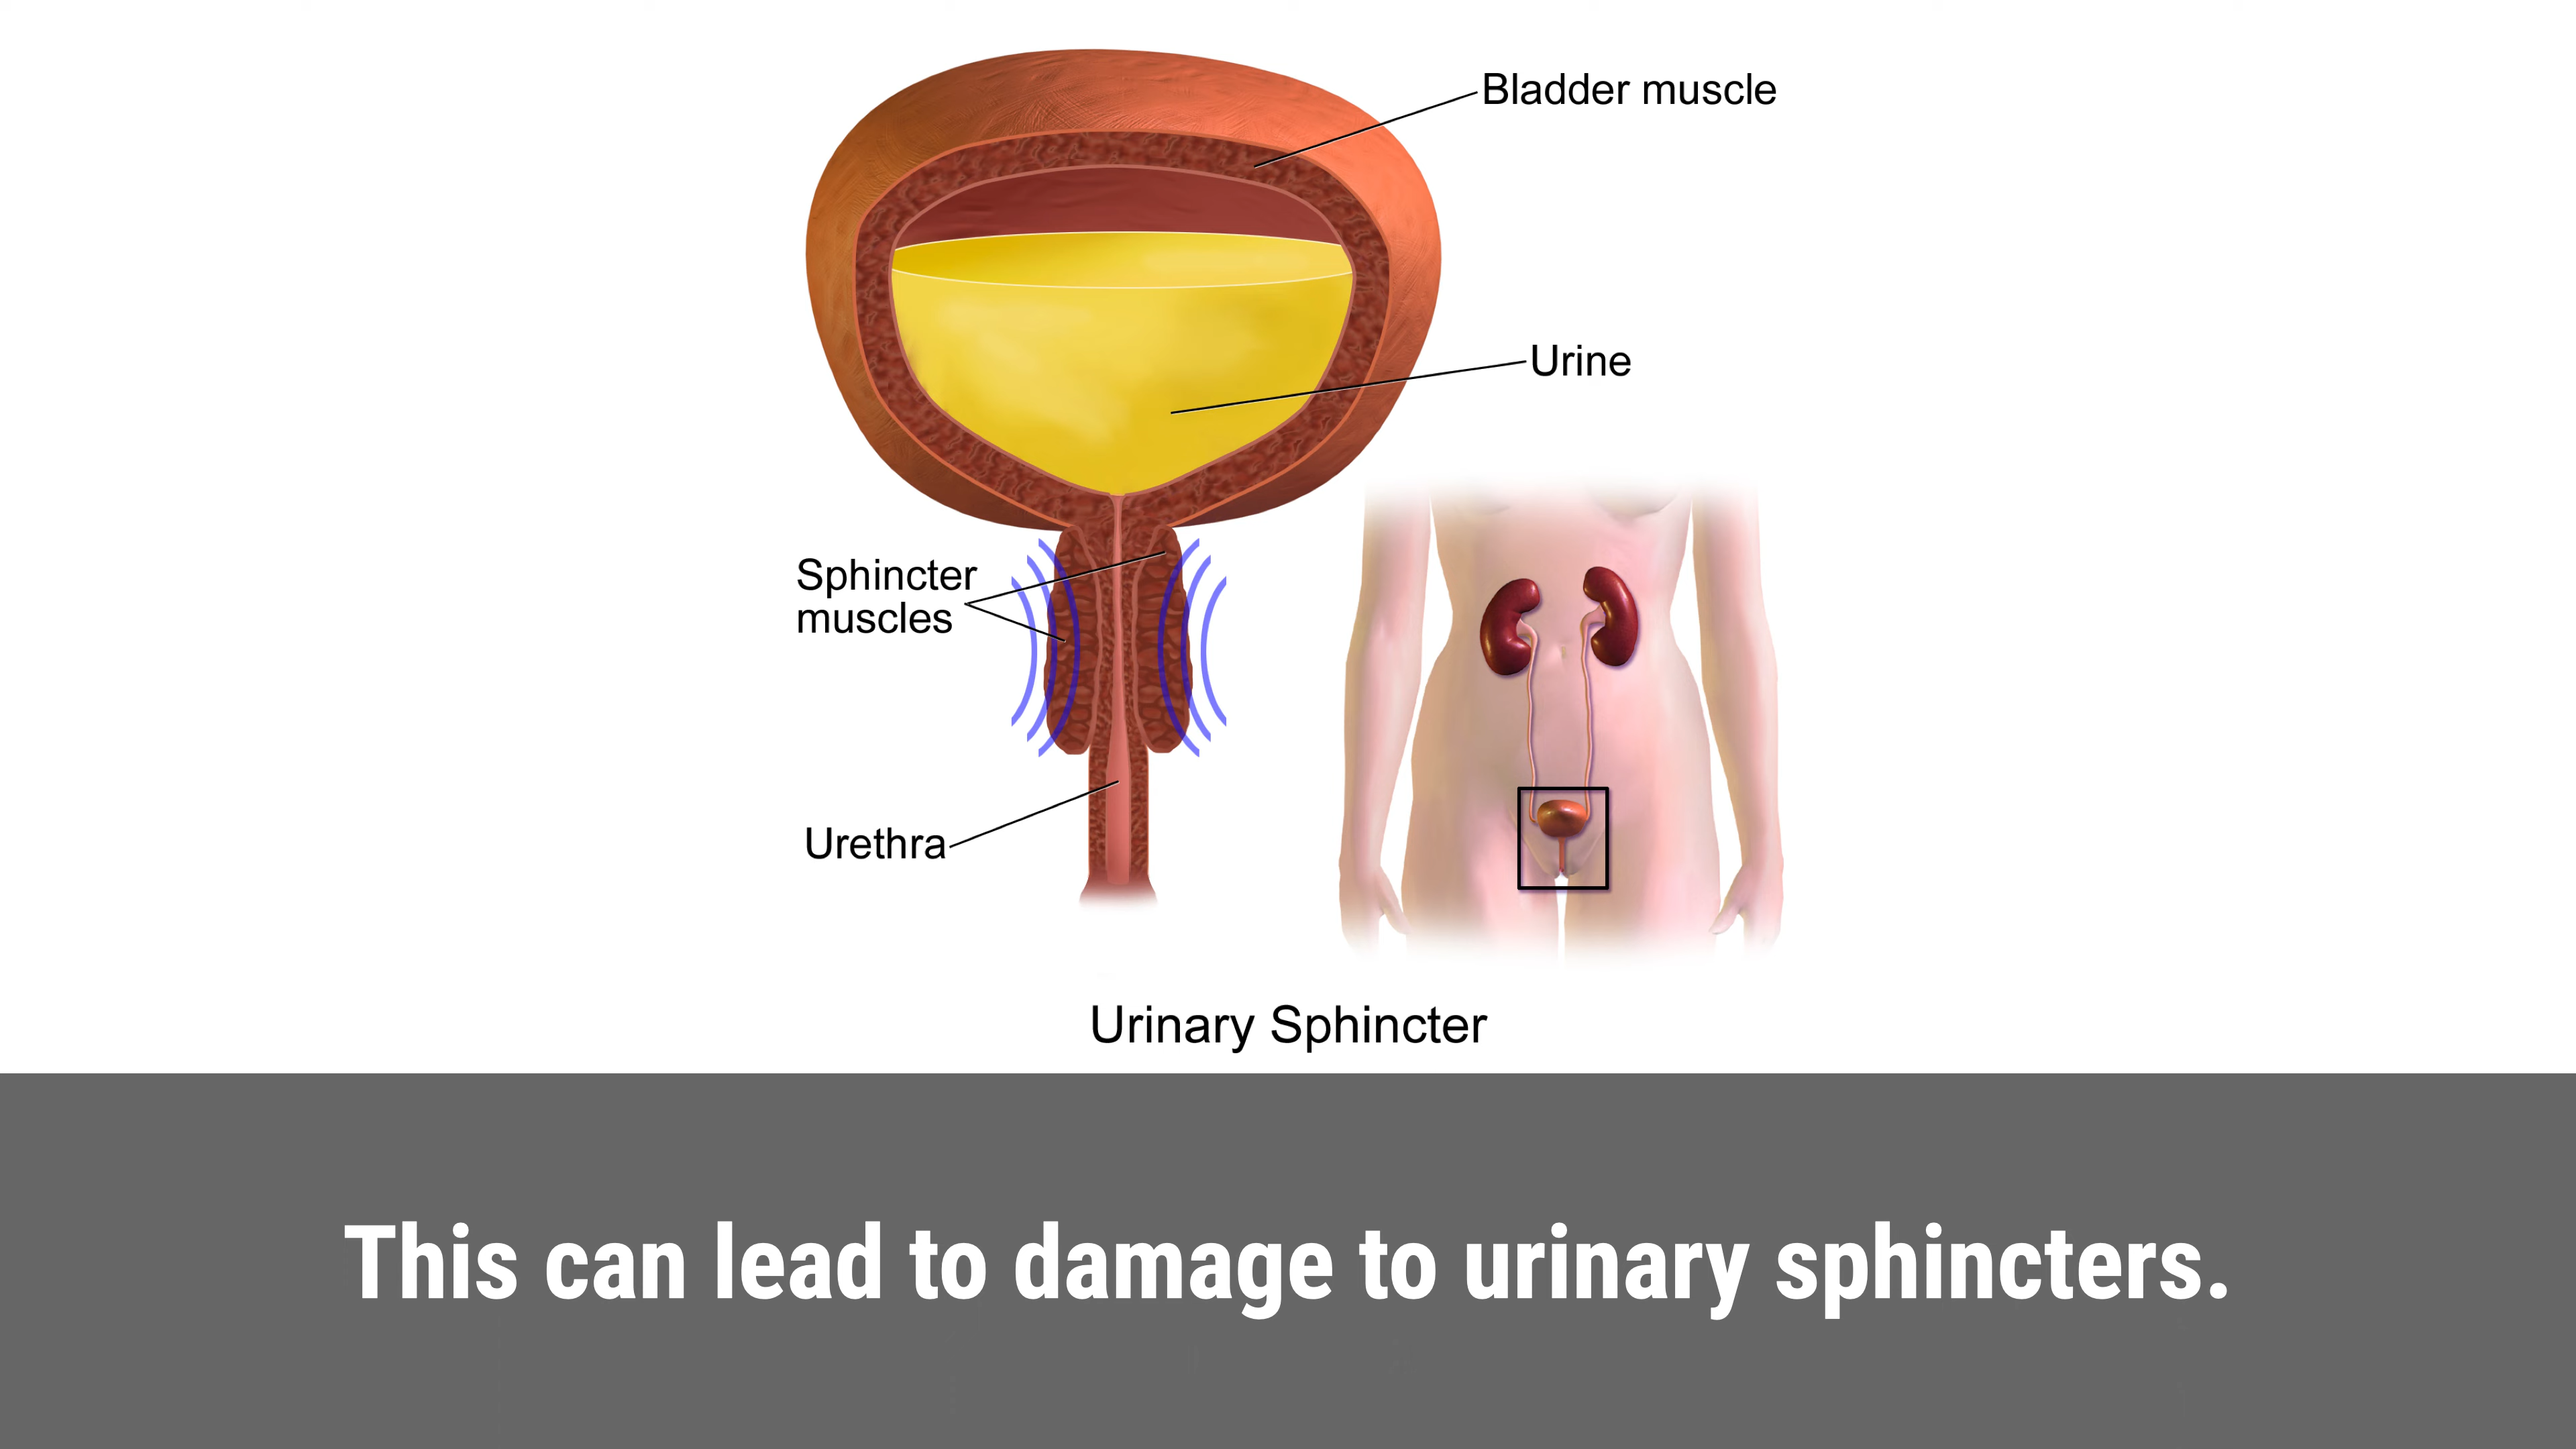 Bladder muscle
Urine
Sphincter
muscles
Urethra
Urinary Sphincter
This can lead to damage to urinary sphincters.